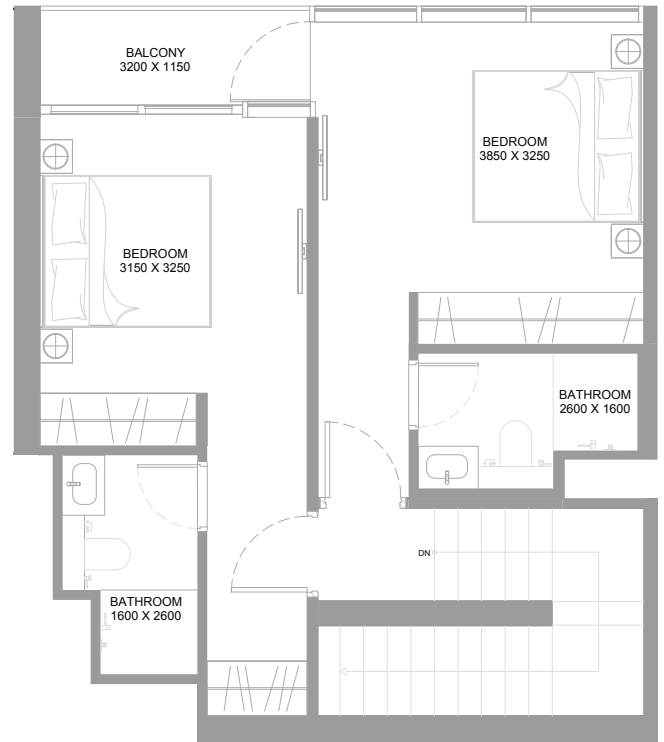 BALCONY
3200 X 1150
BEDROOM
3850 X 3250
BEDROOM
3150 X 3250
BATHROOM
2600 X 1600
DN
BATHROOM
1600 X 2600